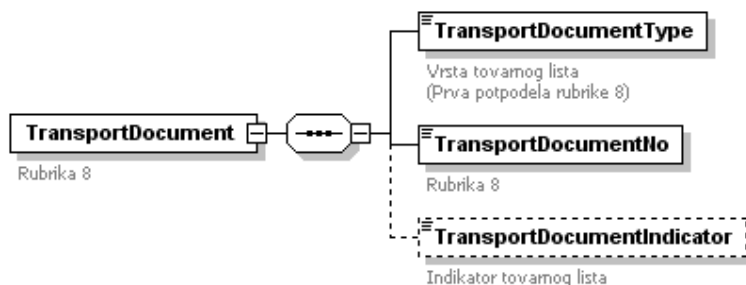 TransportDocumentType
Vrsta tovarnog lista
(Prva potpodela rubrike 8)
TransportDocument
Rubrika 8
TransportDocumentNo
Rubrika 8
TransportDocumentIndicator
Indikator tovarnog lista